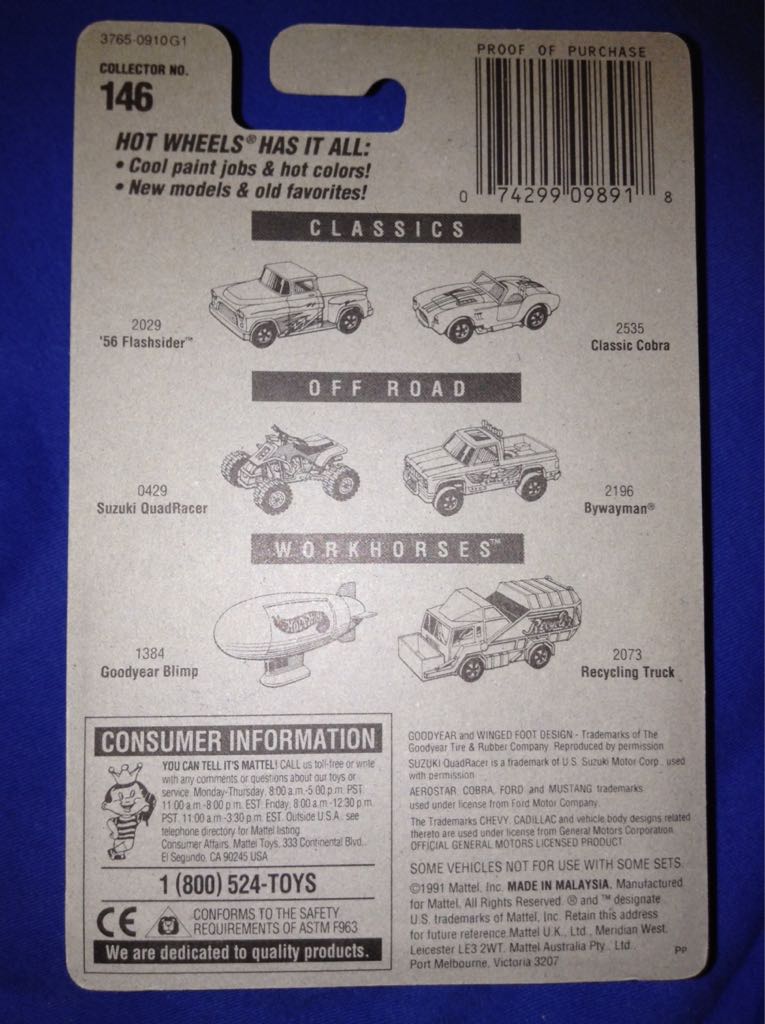 3765-0910G1
COLLECTOR NO.
146
PROOF OF PURCHASE
0 74299 09891 8
HOT WHEELS® HAS IT ALL:
• Cool paint jobs & hot colors!
• New models & old favorites!
CLASSICS
2029
'56 Flashsider™
2535
Classic Cobra
OFF ROAD
0429
Suzuki QuadRacer
2196
Bywayman®
WORKHORSES™
1384
Goodyear Blimp
2073
Recycling Truck
CONSUMER INFORMATION
YOU CAN TELL IT'S MATTEL! CALL us toll-free or write
with any comments or questions about our toys or
service. Monday-Thursday, 8:00 a.m.-5:00 p.m. PST.
11:00 a.m.-8:00 p.m. EST. Friday, 8:00 a.m.-12:30 p.m.
PST. 11:00 a.m.-3:30 p.m. EST. Outside U.S.A., see
telephone directory for Mattel listing.
Consumer Affairs, Mattel Toys, 333 Continental Blvd.,
El Segundo, CA 90245 USA
1 (800) 524-TOYS
CE
CONFORMS TO THE SAFETY
REQUIREMENTS OF ASTM F963
We are dedicated to quality products.
GOODYEAR and WINGED FOOT DESIGN - Trademarks of The
Goodyear Tire & Rubber Company. Reproduced by permission
SUZUKI QuadRacer is a trademark of U.S. Suzuki Motor Corp. used
with permission
AEROSTAR, COBRA, FORD and MUSTANG trademarks
used under license from Ford Motor Company.
The Trademarks CHEVY, CADILLAC and vehicle body designs related
thereto are used under license from General Motors Corporation.
OFFICIAL GENERAL MOTORS LICENSED PRODUCT
SOME VEHICLES NOT FOR USE WITH SOME SETS.
©1991 Mattel, Inc. MADE IN MALAYSIA. Manufactured
for Mattel. All Rights Reserved. ® and ™ designate
U.S. trademarks of Mattel, Inc. Retain this address
for future reference. Mattel U.K., Ltd., Meridian West,
Leicester LE3 2WT. Mattel Australia Pty., Ltd.,
Port Melbourne, Victoria 3207
PP